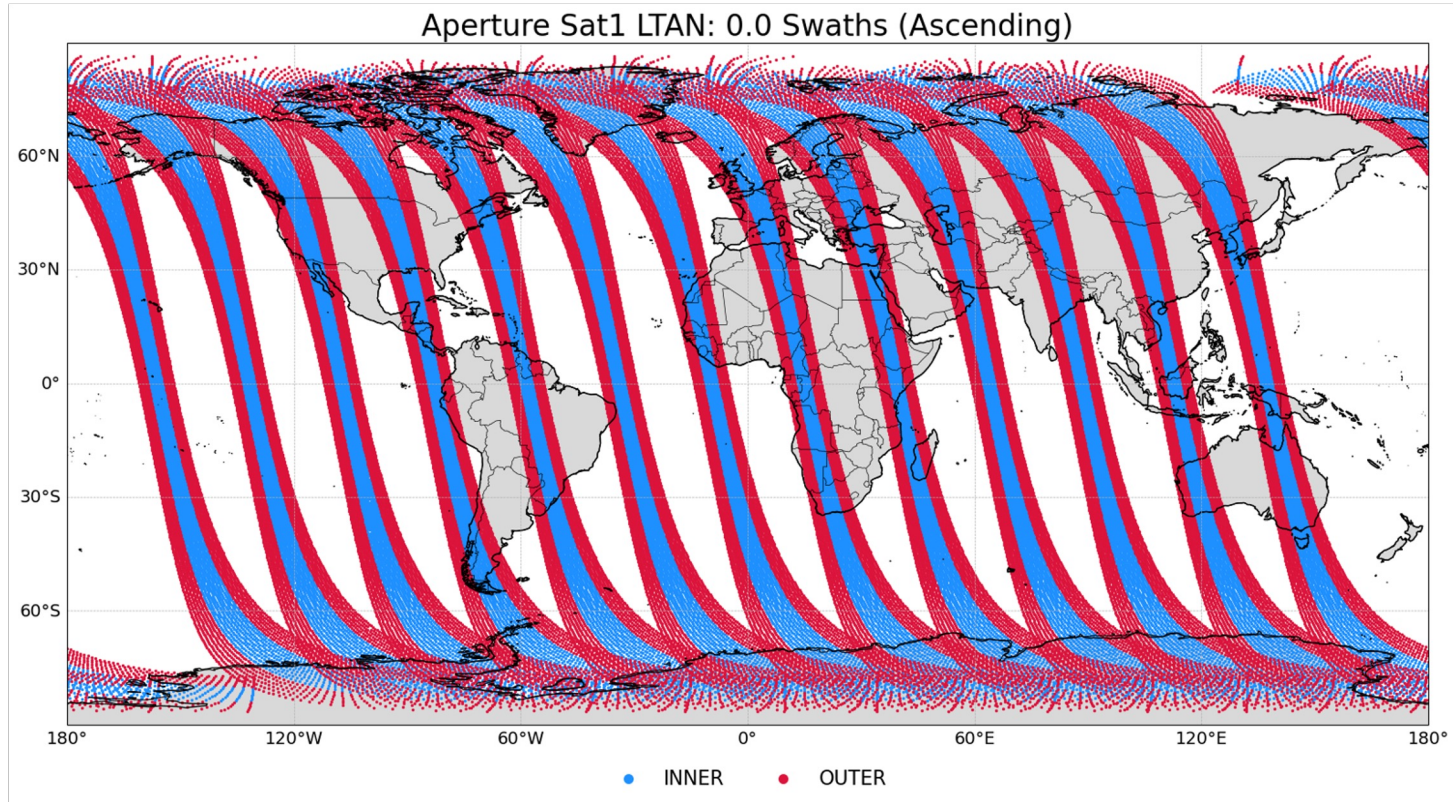 Aperture Sat1 LTAN: 0.0 Swaths (Ascending)
60°N
30°N
0°
30°S
60°S
180° 120°W 60°W 0° 60°E 120°E 180°
INNER OUTER